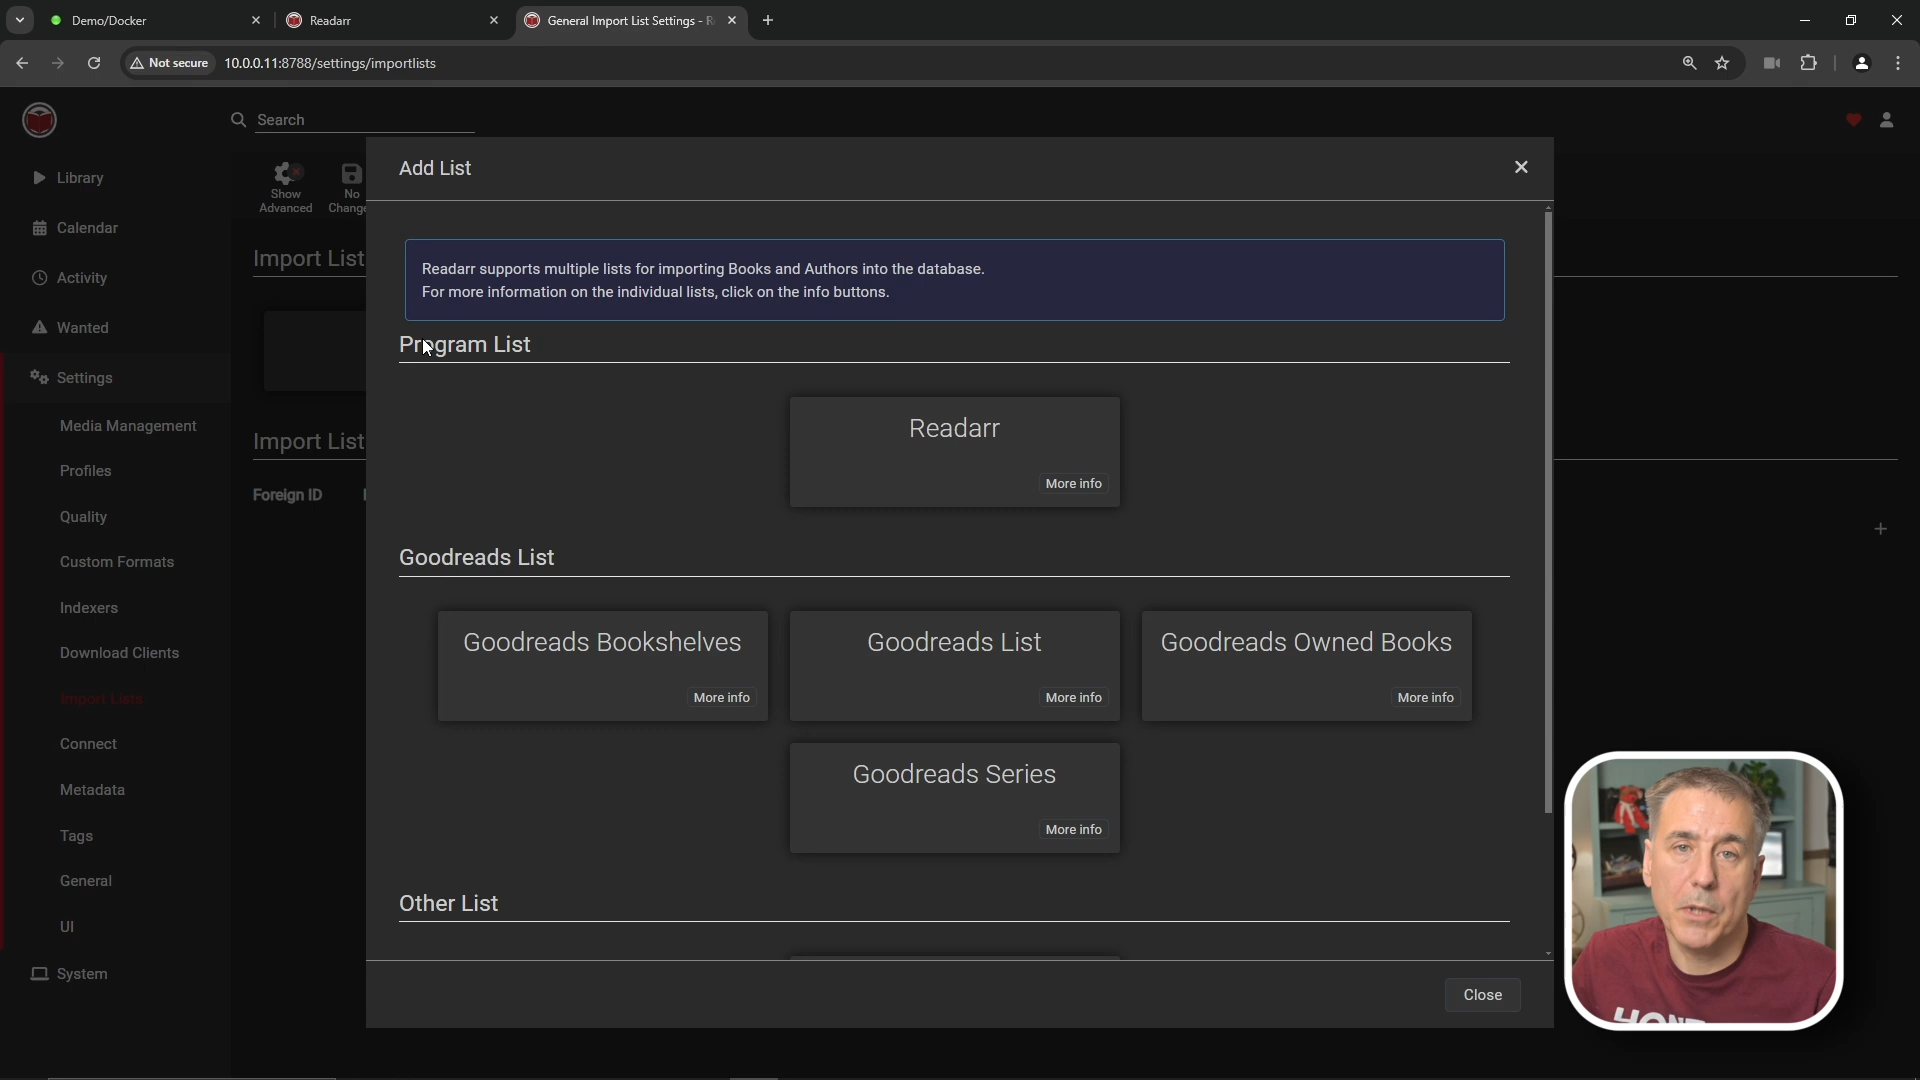 Demo/Docker
Readarr
General Import List Settings - R
Not secure
10.0.0.11:8788/settings/importlists
Search
Library
Calendar
Activity
Wanted
Settings
Media Management
Profiles
Quality
Custom Formats
Indexers
Download Clients
Import Lists
Connect
Metadata
Tags
General
UI
System
Show
Advanced
No
Change
Import List
Import List
Foreign ID
Add List
Readarr supports multiple lists for importing Books and Authors into the database.
For more information on the individual lists, click on the info buttons.
Program List
Readarr
More info
Goodreads List
Goodreads Bookshelves
More info
Goodreads List
More info
Goodreads Owned Books
More info
Goodreads Series
More info
Other List
Close